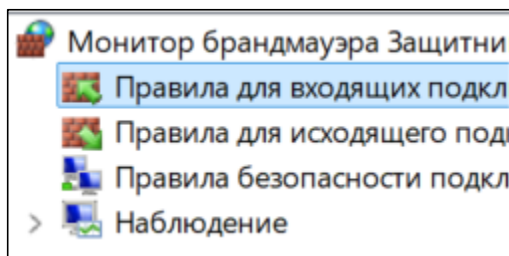 Монитор брандмауэра Защитни
Правила для входящих подкл
Правила для исходящего под
Правила безопасности подкл
Наблюдение